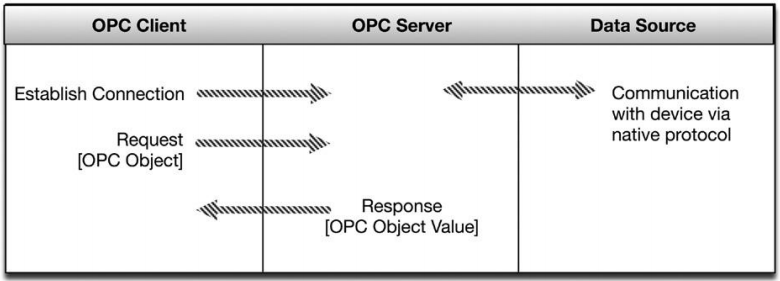 OPC Client
OPC Server
Data Source
Establish Connection
Communication
with device via
native protocol
Request
[OPC Object]
Response
[OPC Object Value]